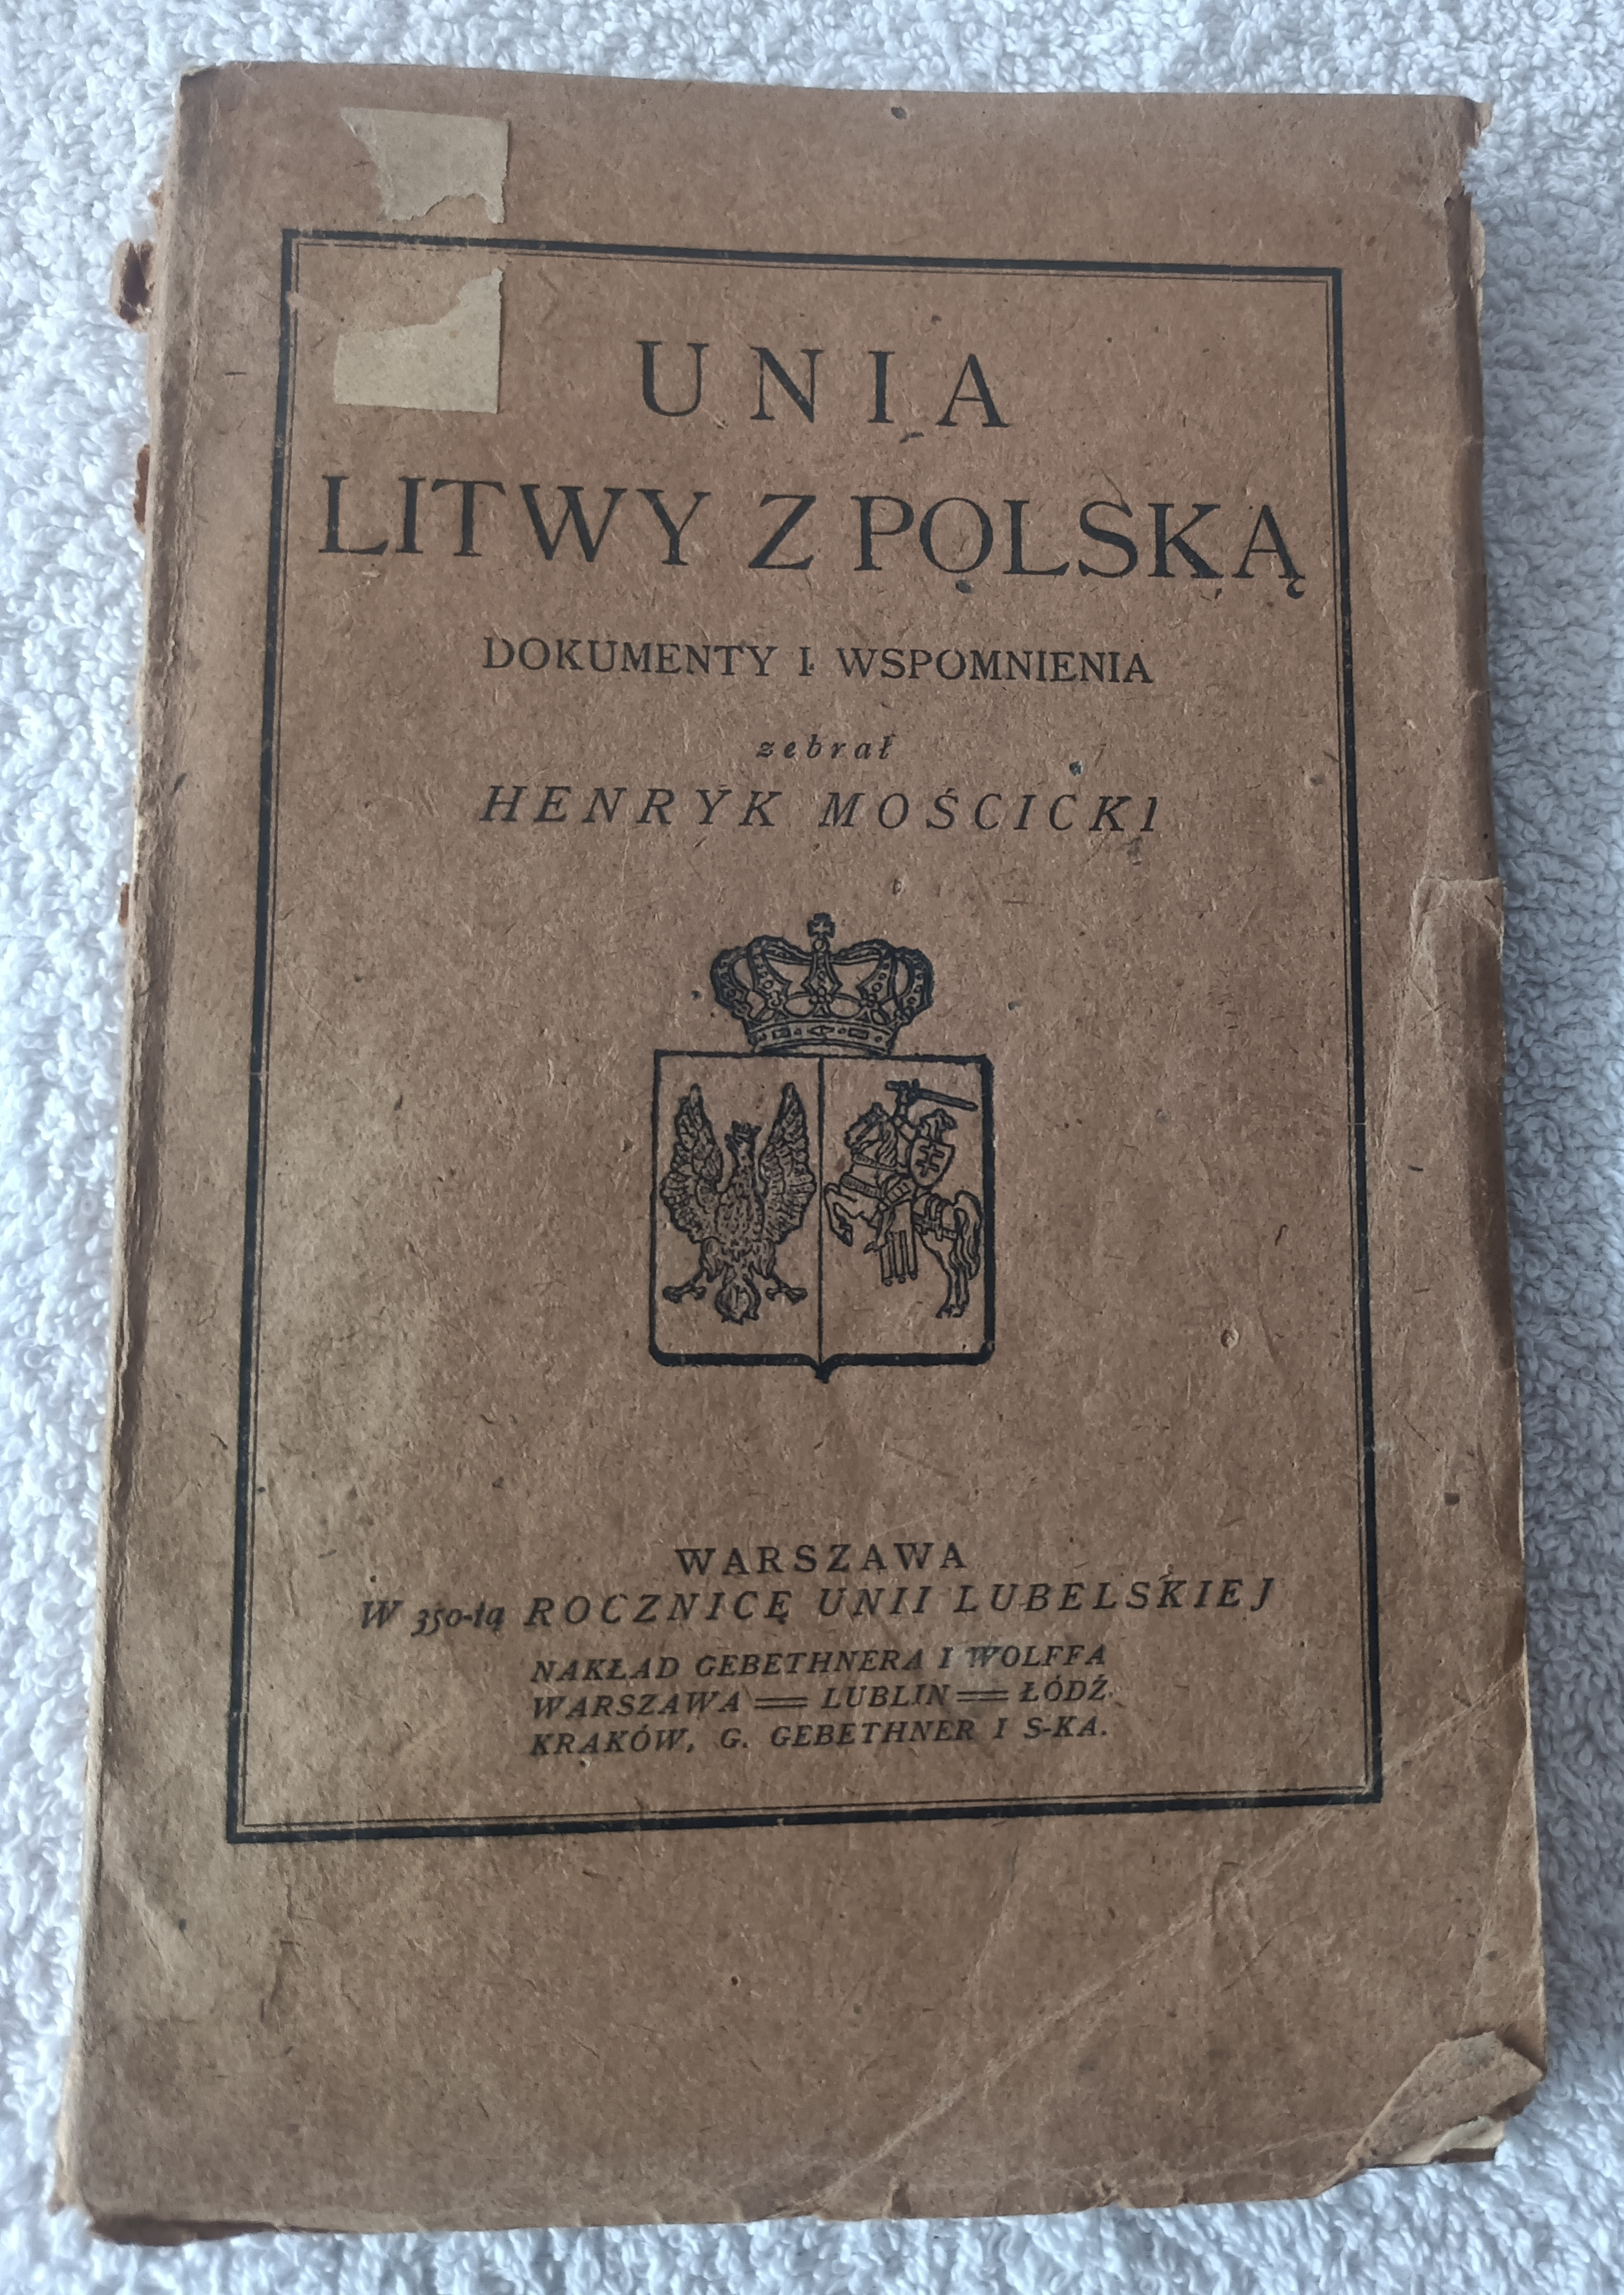 UNIA
LITWY Z POLSKĄ
DOKUMENTY I WSPOMNIENIA
zebrał
HENRYK MOŚCICKI
WARSZAWA
W 350-tą ROCZNICĘ UNII LUBELSKIEJ
NAKŁAD GEBETHNERA I WOLFFA
WARSZAWA == LUBLIN == ŁÓDŹ
KRAKÓW, G. GEBETHNER I S-KA.